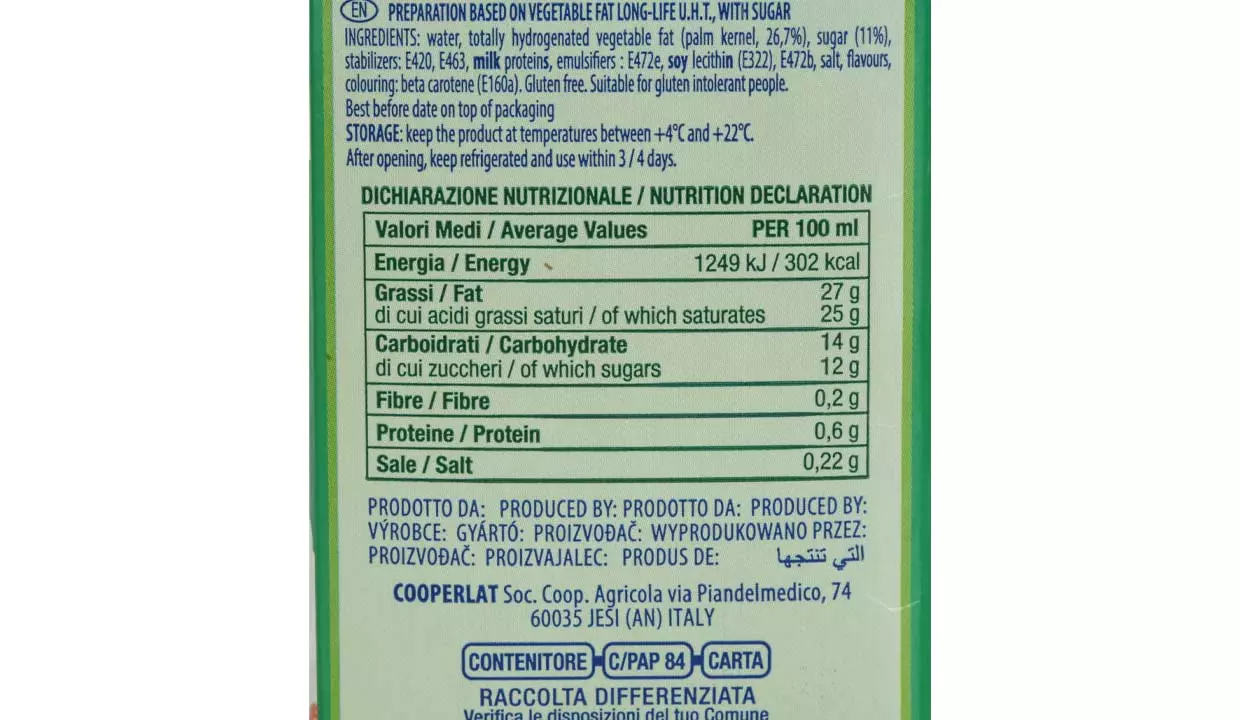 EN PREPARATION BASED ON VEGETABLE FAT LONG-LIFE U.H.T., WITH SUGAR
INGREDIENTS: water, totally hydrogenated vegetable fat (palm kernel, 26,7%), sugar (11%),
stabilizers: E420, E463, milk proteins, emulsifiers : E472e, soy lecithin (E322), E472b, salt, flavours,
colouring: beta carotene (E160a). Gluten free. Suitable for gluten intolerant people.
Best before date on top of packaging
STORAGE: keep the product at temperatures between +4°C and +22°C.
After opening, keep refrigerated and use within 3 / 4 days.
DICHIARAZIONE NUTRIZIONALE / NUTRITION DECLARATION
Valori Medi / Average Values PER 100 ml
Energia / Energy 1249 kJ / 302 kcal
Grassi / Fat 27 g
di cui acidi grassi saturi / of which saturates 25 g
Carboidrati / Carbohydrate 14 g
di cui zuccheri / of which sugars 12 g
Fibre / Fibre 0,2 g
Proteine / Protein 0,6 g
Sale / Salt 0,22 g
PRODOTTO DA: PRODUCED BY: PRODOTTO DA: PRODUCED BY:
VÝROBCE: GYÁRTÓ: PROIZVOĐAČ: WYPRODUKOWANO PRZEZ:
PROIZVOĐAČ: PROIZVAJALEC: PRODUS DE: التي تنتجها
COOPERLAT Soc. Coop. Agricola via Piandelmedico, 74
60035 JESI (AN) ITALY
CONTENITORE C/PAP 84 CARTA
RACCOLTA DIFFERENZIATA
Verifica le disposizioni del tuo Comune